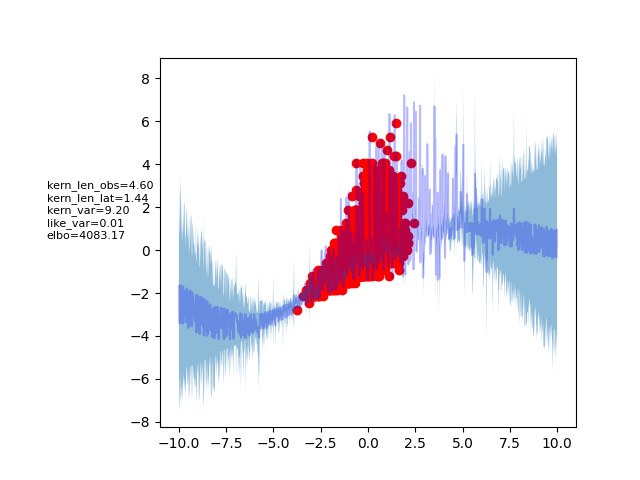 8
6
4
2
0
−2
−4
−6
−8
kern_len_obs=4.60
kern_len_lat=1.44
kern_var=9.20
like_var=0.01
elbo=4083.17
−10.0 −7.5 −5.0 −2.5 0.0 2.5 5.0 7.5 10.0